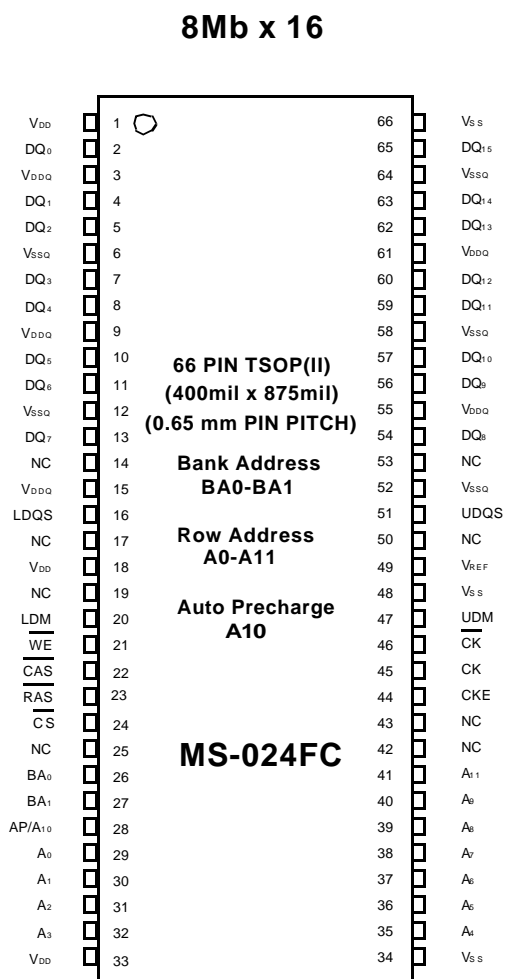 8Mb x 16
VDD 1 66 VSS
DQ0 2 65 DQ15
VDDQ 3 64 VSSQ
DQ1 4 63 DQ14
DQ2 5 62 DQ13
VSSQ 6 61 VDDQ
DQ3 7 60 DQ12
DQ4 8 59 DQ11
VDDQ 9 58 VSSQ
DQ5 10 57 DQ10
66 PIN TSOP(II)
DQ6 11 56 DQ9
(400mil x 875mil)
VSSQ 12 55 VDDQ
(0.65 mm PIN PITCH)
DQ7 13 54 DQ8
NC 14 Bank Address 53 NC
VDDQ 15 BA0-BA1 52 VSSQ
LDQS 16 51 UDQS
NC 17 Row Address 50 NC
VDD 18 A0-A11 49 VREF
NC 19 48 VSS
Auto Precharge
LDM 20 47 UDM
A10
W̅E̅ 21 46 C̅K̅
C̅A̅S̅ 22 45 CK
R̅A̅S̅ 23 44 CKE
C̅S̅ 24 43 NC
NC 25 MS-024FC 42 NC
BA0 26 41 A11
BA1 27 40 A9
AP/A10 28 39 A8
A0 29 38 A7
A1 30 37 A6
A2 31 36 A5
A3 32 35 A4
VDD 33 34 VSS